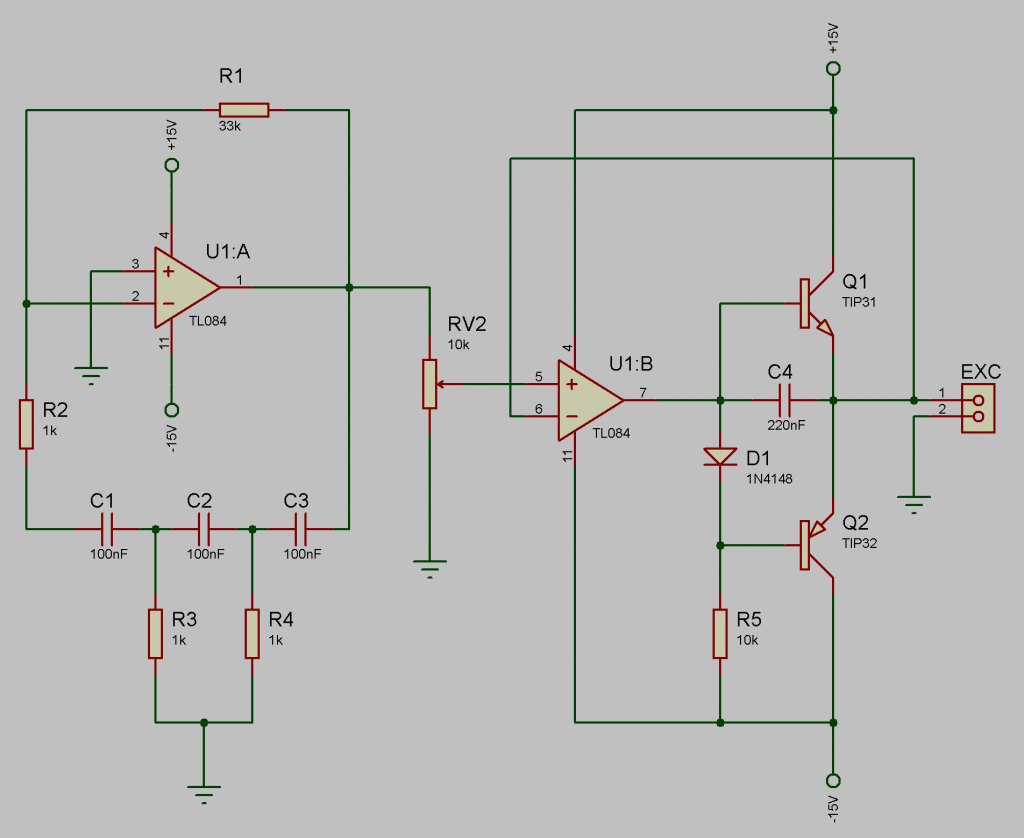 +15V
R1
33k
+15V
4
U1:A
3
1
2
TL084
11
-15V
R2
1k
C1
100nF
C2
100nF
C3
100nF
R3
1k
R4
1k
RV2
10k
4
U1:B
5
7
6
TL084
11
Q1
TIP31
C4
220nF
EXC
1
2
D1
1N4148
Q2
TIP32
R5
10k
-15V